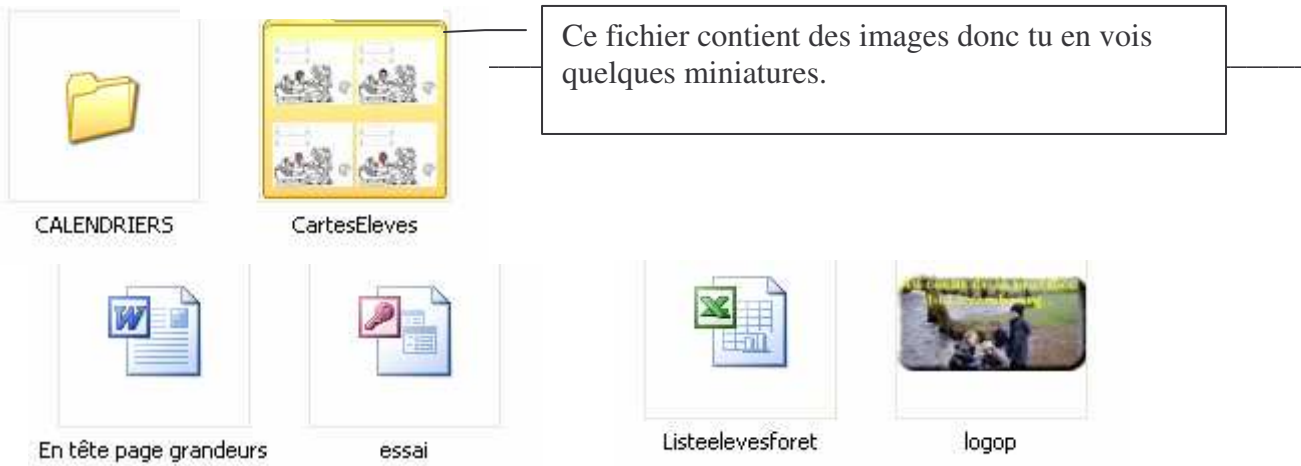 Ce fichier contient des images donc tu en vois
quelques miniatures.
CALENDRIERS
CartesEleves
En tête page grandeurs
essai
Listeelevesforet
logop